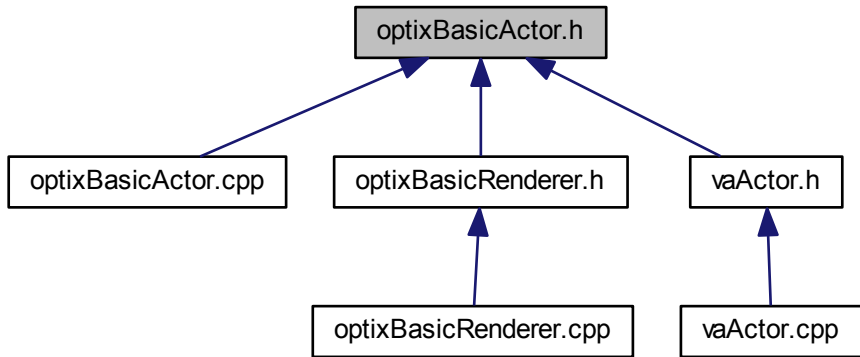 optixBasicActor.h
optixBasicActor.cpp
optixBasicRenderer.h
vaActor.h
optixBasicRenderer.cpp
vaActor.cpp